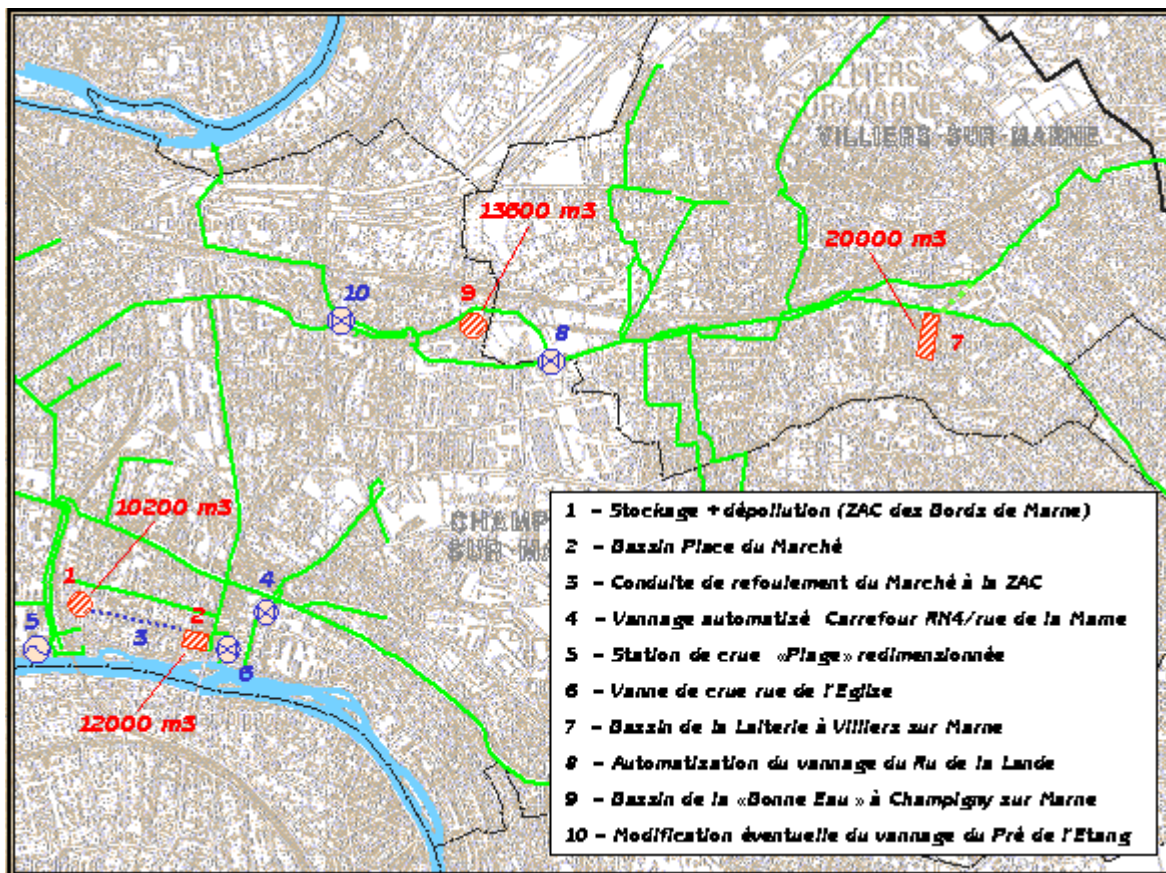 VILLIERS
SUR MARNE
VILLIERS SUR MARNE
13600 m3
20000 m3
10
9
8
7
10200 m3
CHAMP
SUR MA
1
2
4
5
3
6
12000 m3
1 - Stockage + dépollution (ZAC des Bords de Marne)
2 - Bassin Place du Marché
3 - Conduite de refoulement du Marché à la ZAC
4 - Vannage automatizé Carrefour RN4/rue de la Marne
5 - Station de crue «Plage» redimenzionnée
6 - Vanne de crue rue de l'Eglize
7 - Bassin de la Laiterie à Villiers sur Marne
8 - Automatization du vannage du Ru de la Lande
9 - Bassin de la «Bonne Eau» à Champigny sur Marne
10 - Modification éventuelle du vannage du Pré de l'Etang